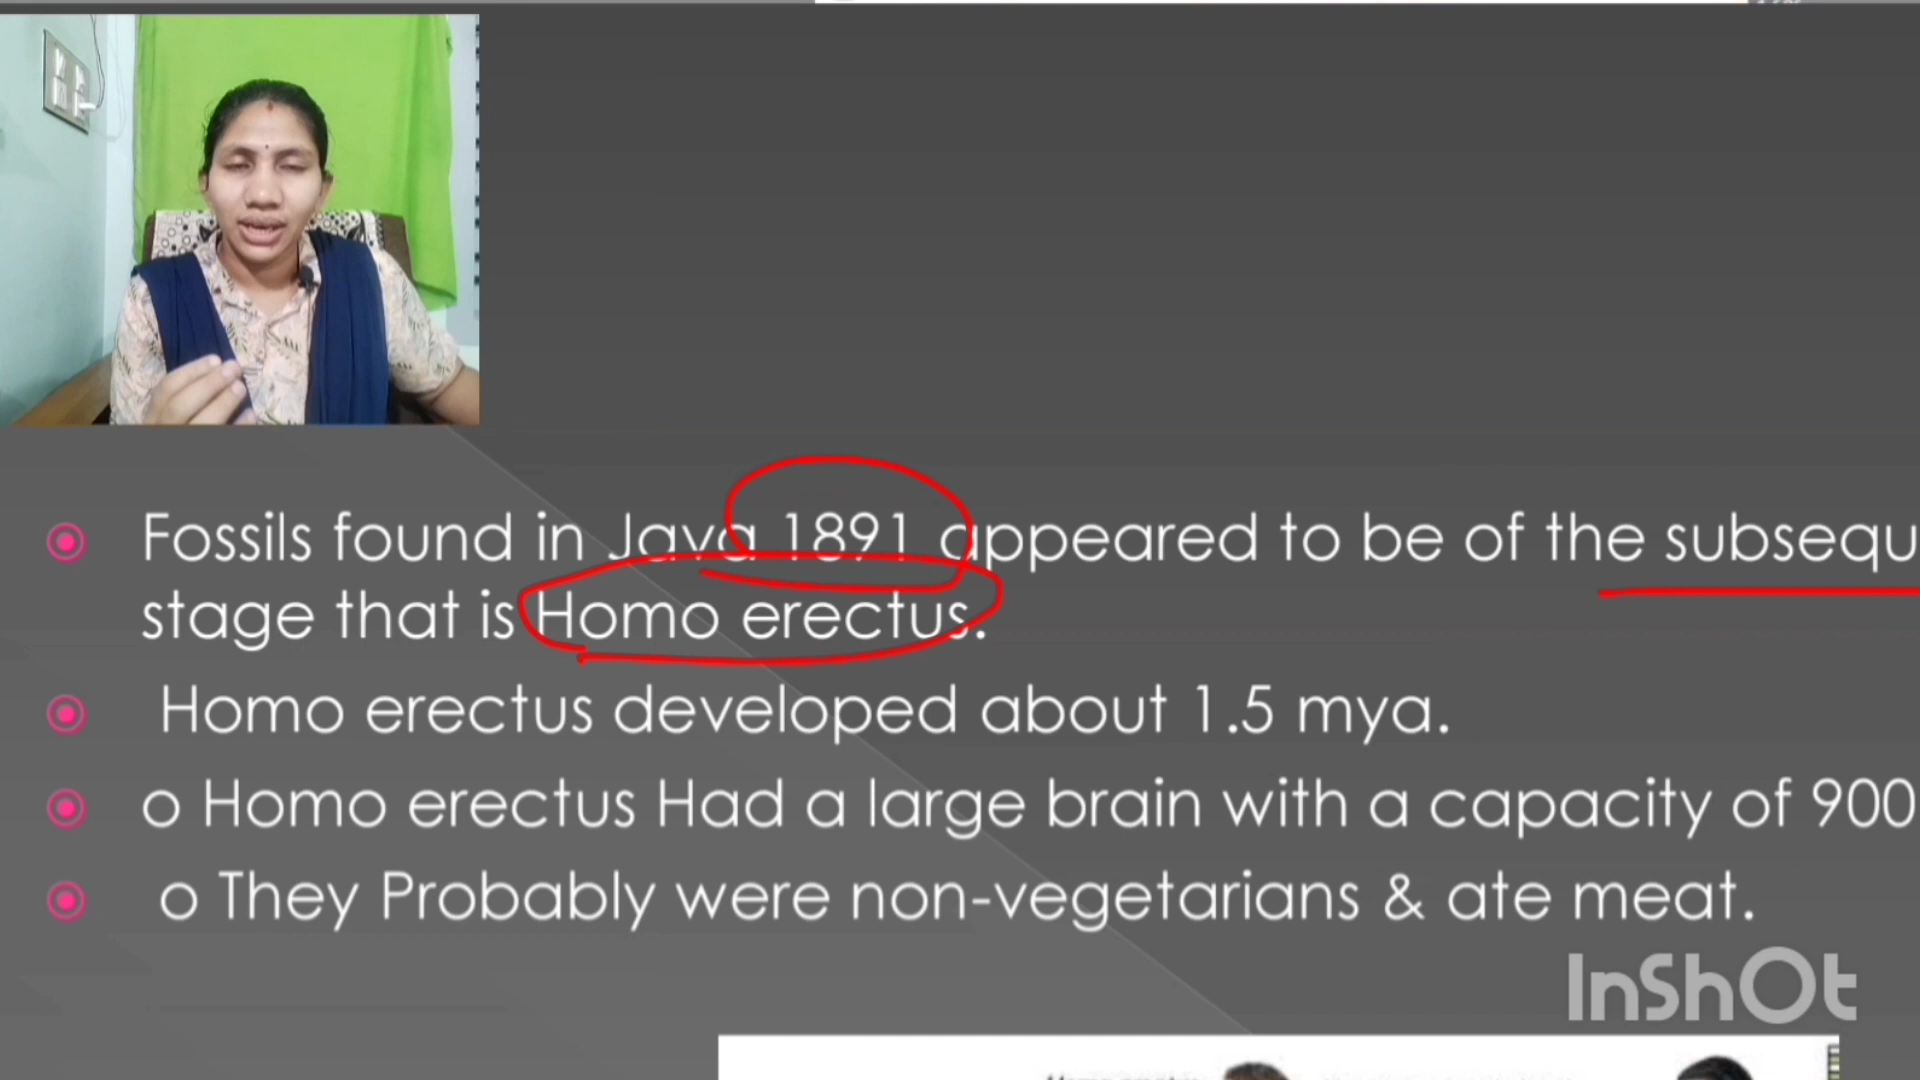 Fossils found in Java 1891 appeared to be of the subsequ
stage that is Homo erectus.
Homo erectus developed about 1.5 mya.
o Homo erectus Had a large brain with a capacity of 900
o They Probably were non-vegetarians & ate meat.
InShOt